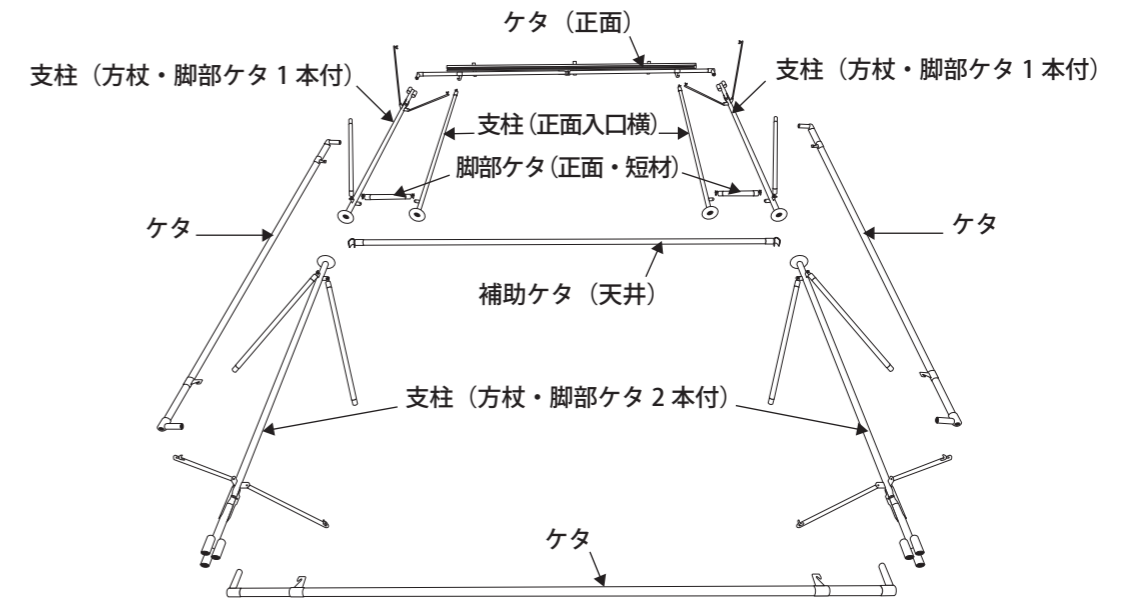 ケタ（正面）
支柱（方杖・脚部ケタ 1 本付）
支柱（方杖・脚部ケタ 1 本付）
支柱（正面入口横）
脚部ケタ（正面・短材）
ケタ
ケタ
補助ケタ（天井）
支柱（方杖・脚部ケタ 2 本付）
ケタ